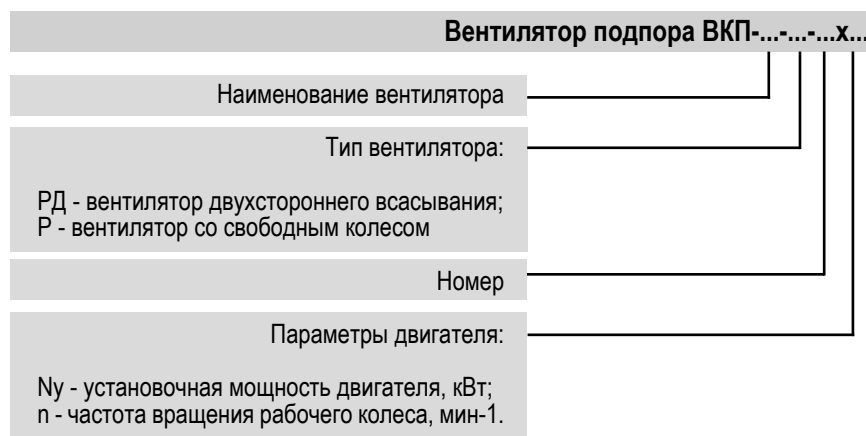 Вентилятор подпора ВКП-...-...-...х...
Наименование вентилятора
Тип вентилятора:
РД - вентилятор двухстороннего всасывания;
Р - вентилятор со свободным колесом
Номер
Параметры двигателя:
Ny - установочная мощность двигателя, кВт;
n - частота вращения рабочего колеса, мин-1.